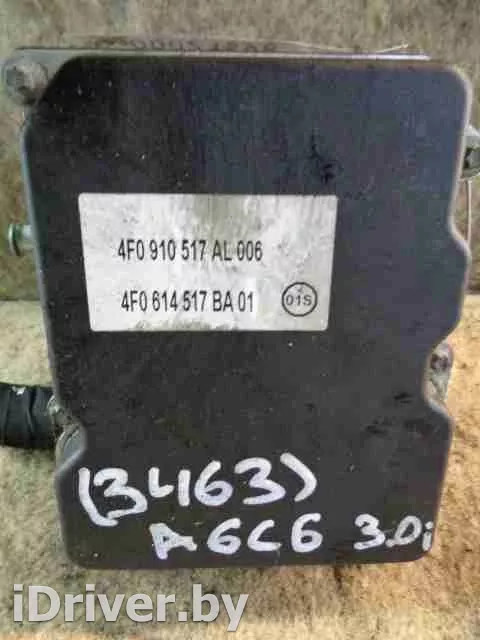 4F0 910 517 AL 006
4F0 614 517 BA 01
01S
(3463)
A6C6 3.0i
iDriver.by